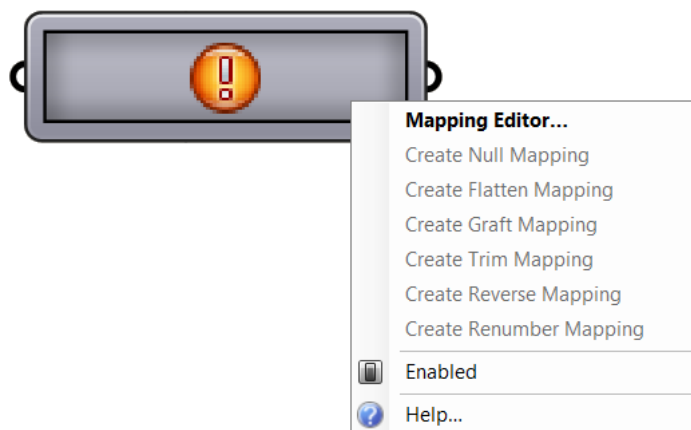 Mapping Editor...
Create Null Mapping
Create Flatten Mapping
Create Graft Mapping
Create Trim Mapping
Create Reverse Mapping
Create Renumber Mapping
Enabled
Help...